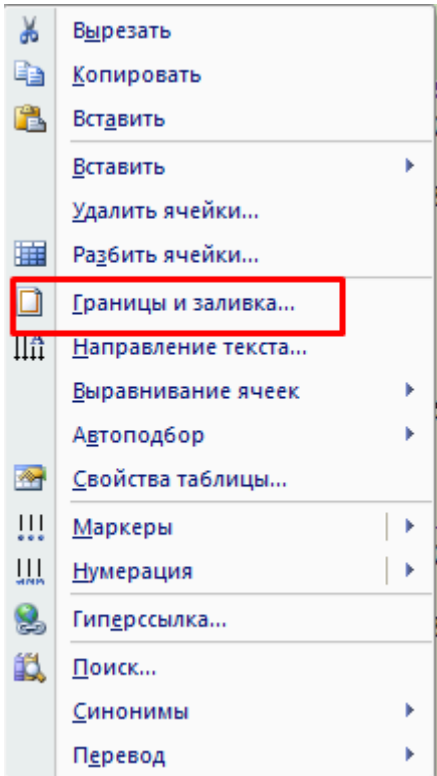 Вырезать
Копировать
Вставить
Вставить
Удалить ячейки...
Разбить ячейки...
Границы и заливка...
Направление текста...
Выравнивание ячеек
Автоподбор
Свойства таблицы...
Маркеры
Нумерация
Гиперссылка...
Поиск...
Синонимы
Перевод